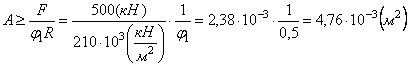 A ≥ F / φ₁R = 500(кН) / 210·10³(кН/м²) · 1/φ₁ = 2,38·10⁻³ · 1/0,5 = 4,76·10⁻³(м²)